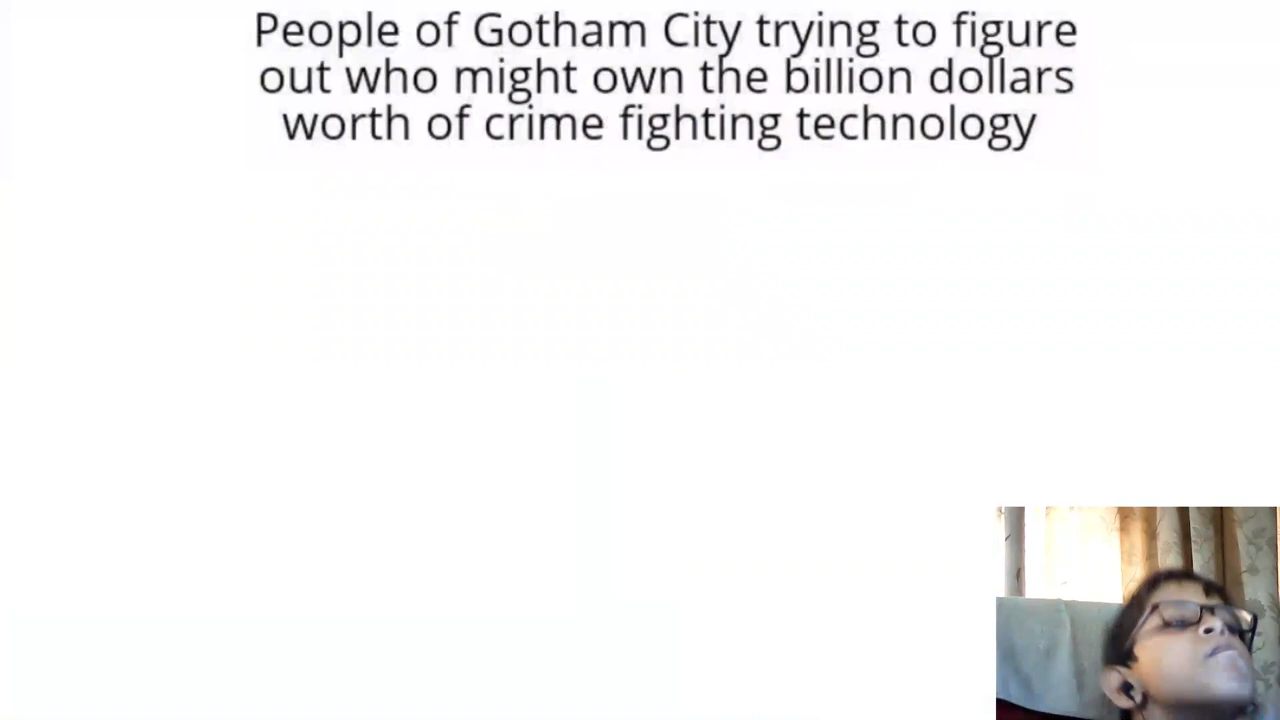 People of Gotham City trying to figure
out who might own the billion dollars
worth of crime fighting technology